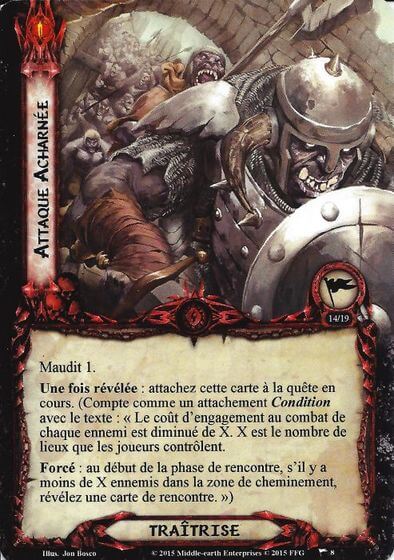 ATTAQUE ACHARNÉE
14/19
Maudit 1.
Une fois révélée : attachez cette carte à la quête en
cours. (Compte comme un attachement Condition
avec le texte : « Le coût d'engagement au combat de
chaque ennemi est diminué de X. X est le nombre de
lieux que les joueurs contrôlent.
Forcé : au début de la phase de rencontre, s'il y a
moins de X ennemis dans la zone de cheminement,
révélez une carte de rencontre. »)
TRAÎTRISE
Illus. Jon Bosco © 2015 Middle-earth Enterprises © 2015 FFG 8